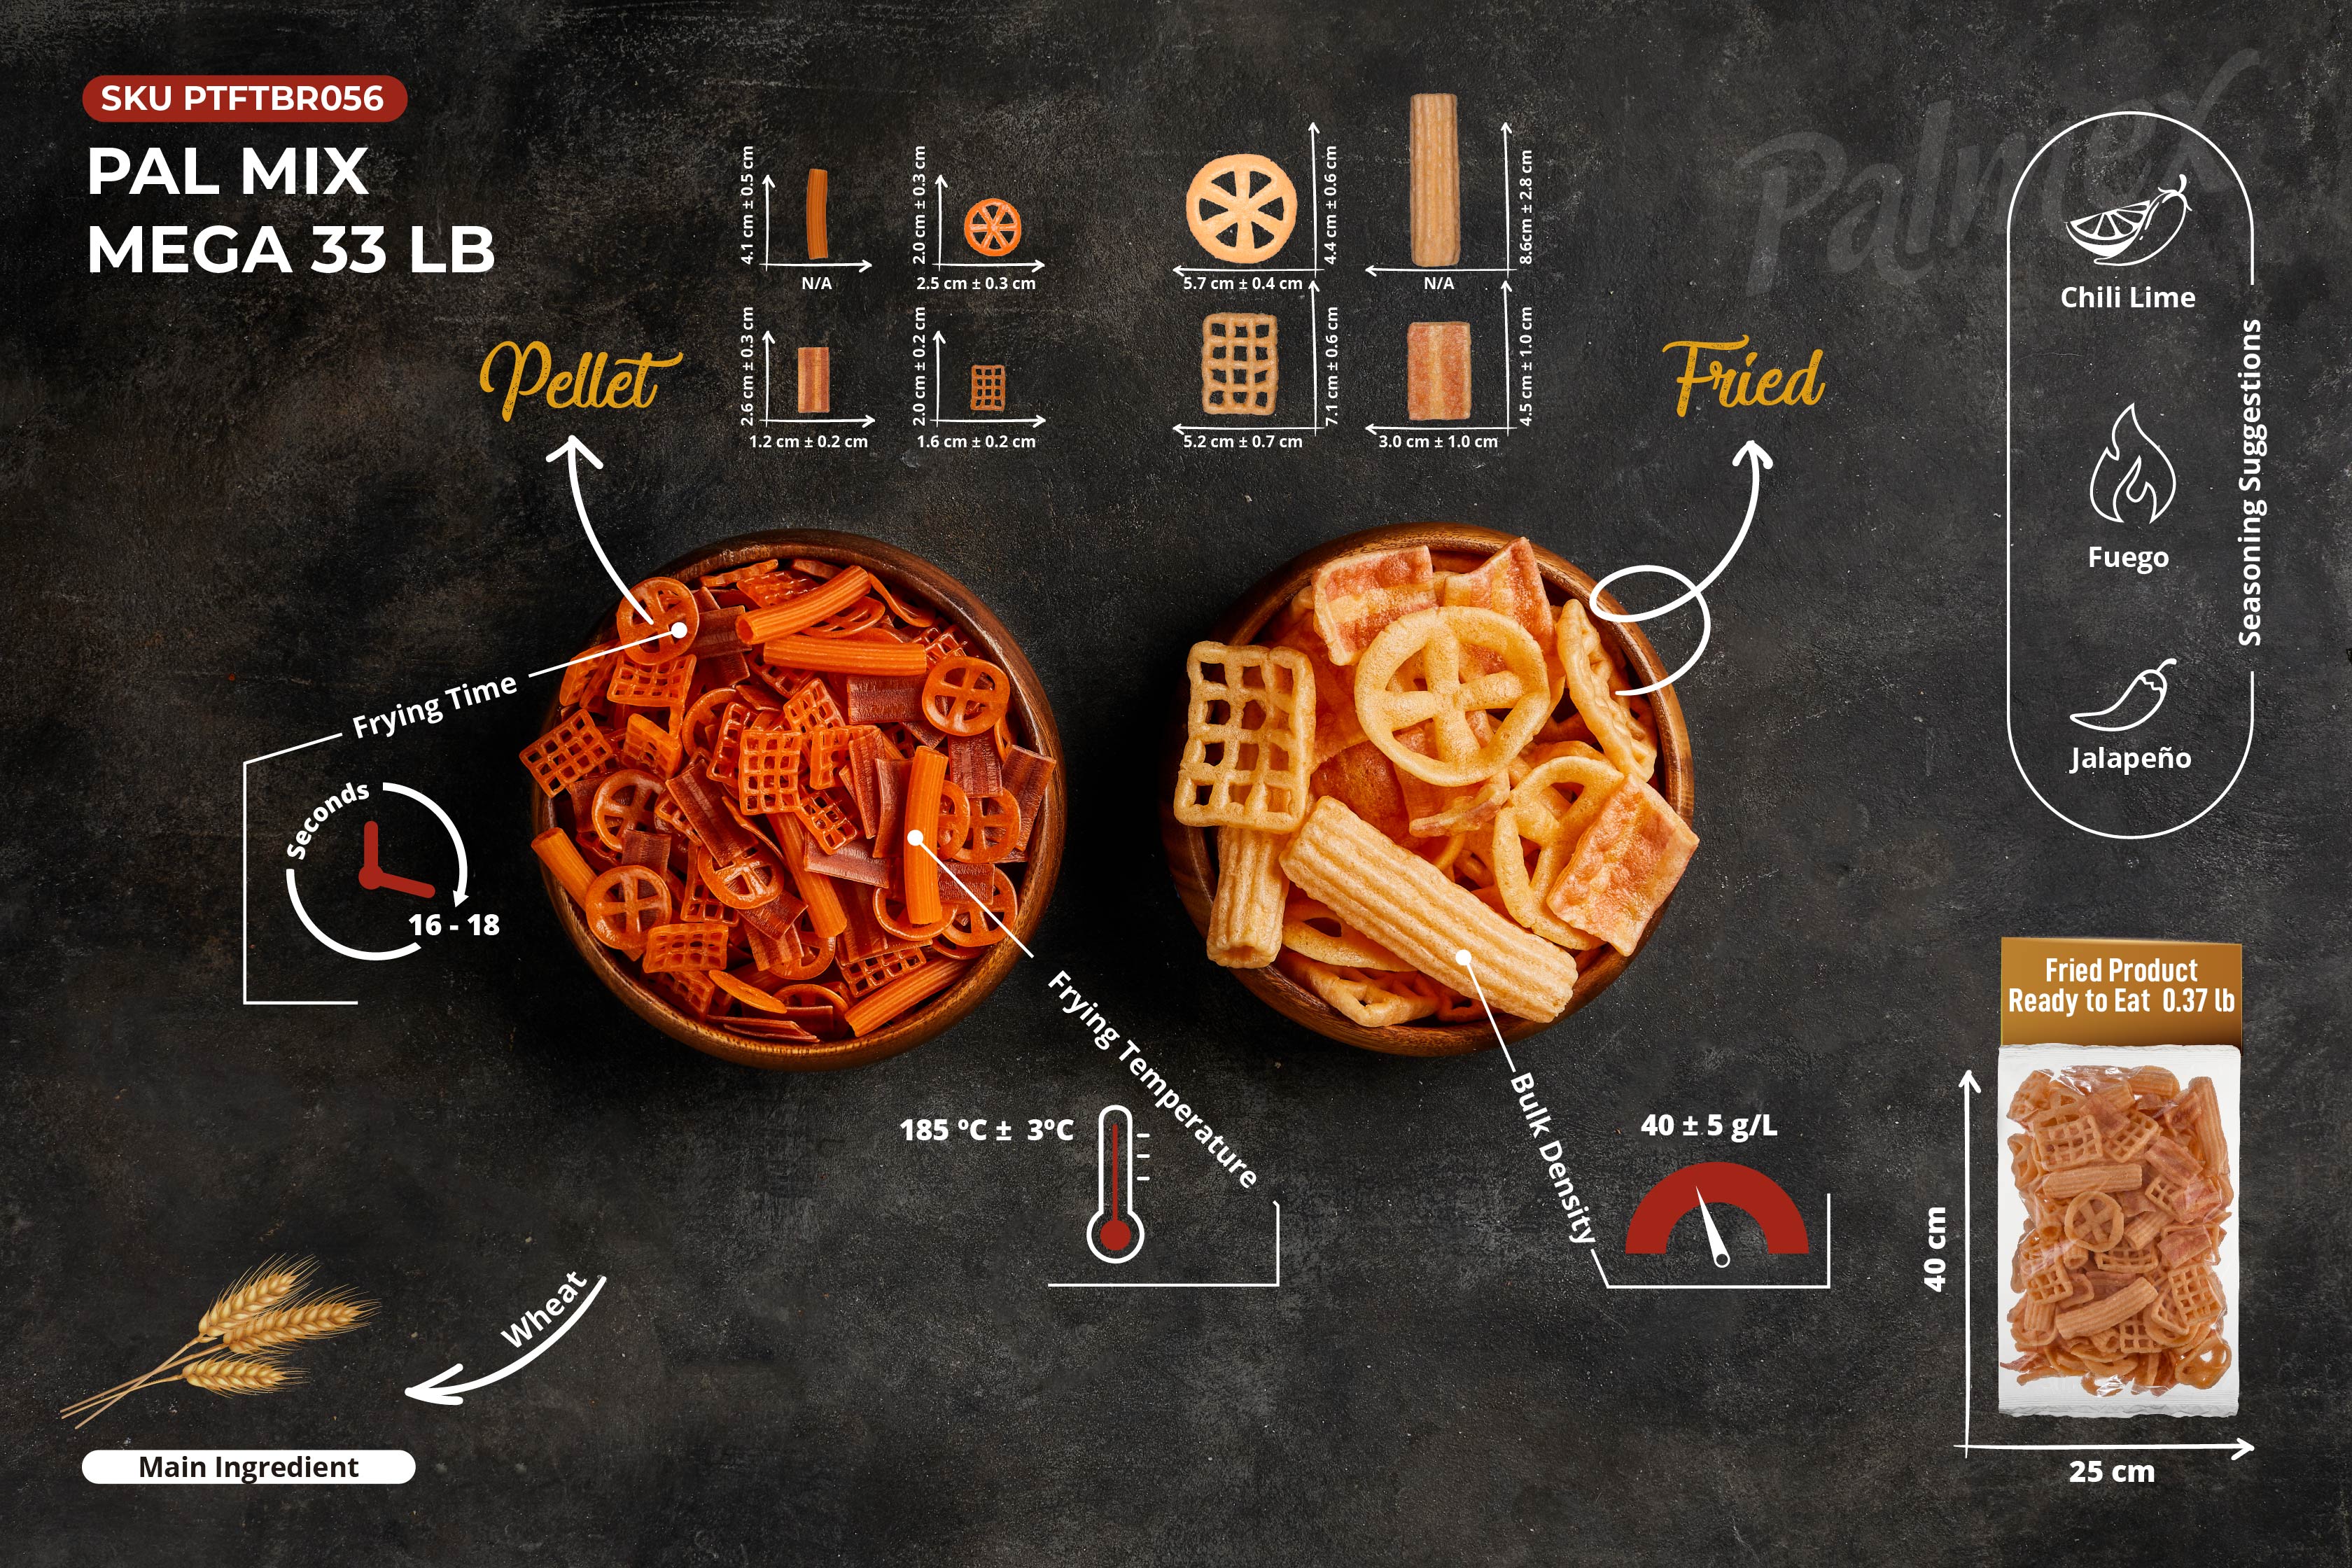 SKU PTFTBR056
PAL MIX
MEGA 33 LB
Palmex
Pellet
4.1 cm ± 0.5 cm
N/A
2.0 cm ± 0.3 cm
2.5 cm ± 0.3 cm
2.6 cm ± 0.3 cm
1.2 cm ± 0.2 cm
2.0 cm ± 0.2 cm
1.6 cm ± 0.2 cm
4.4 cm ± 0.6 cm
5.7 cm ± 0.4 cm
8.6cm ± 2.8 cm
N/A
7.1 cm ± 0.6 cm
5.2 cm ± 0.7 cm
4.5 cm ± 1.0 cm
3.0 cm ± 1.0 cm
Fried
Chili Lime
Fuego
Jalapeño
Seasoning Suggestions
Frying Time
Seconds
16 - 18
Frying Temperature
185 ºC ± 3ºC
Bulk Density
40 ± 5 g/L
Wheat
Main Ingredient
Fried Product
Ready to Eat 0.37 lb
40 cm
25 cm